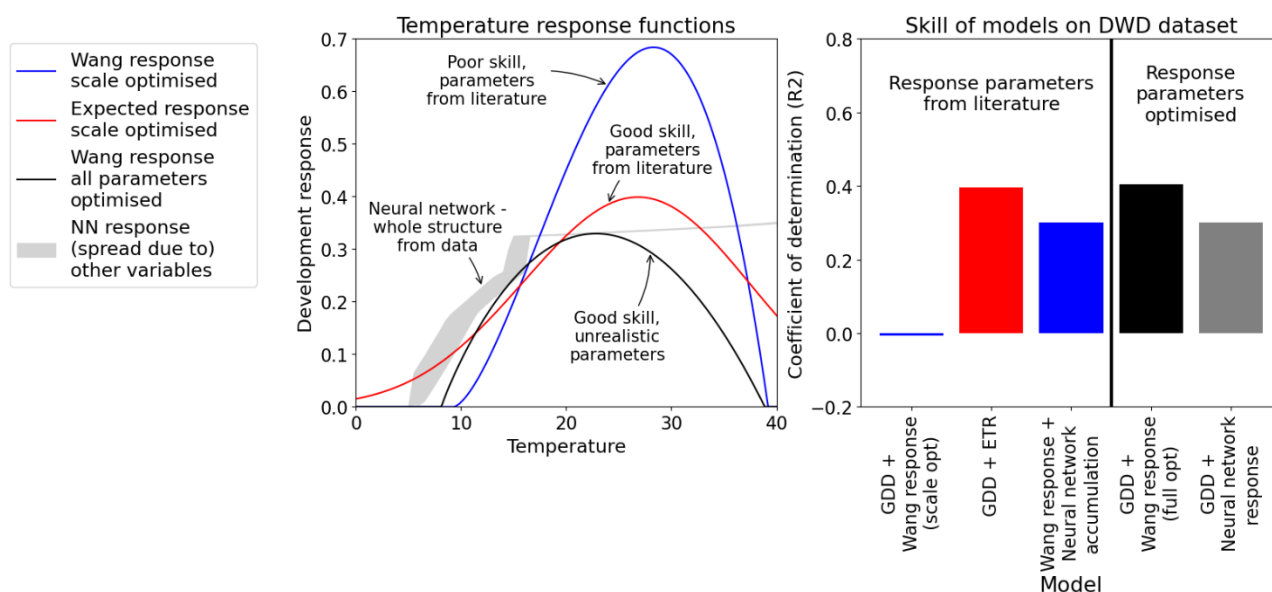 Wang response
scale optimised
Expected response
scale optimised
Wang response
all parameters
optimised
NN response
(spread due to)
other variables
Temperature response functions
Development response
0.7
0.6
0.5
0.4
0.3
0.2
0.1
0.0
Poor skill,
parameters
from literature
Good skill,
parameters
from literature
Neural network -
whole structure
from data
Good skill,
unrealistic
parameters
0
10
20
30
40
Temperature
Skill of models on DWD dataset
Coefficient of determination (R2)
0.8
0.6
0.4
0.2
0.0
−0.2
Response parameters
from literature
Response
parameters
optimised
GDD +
Wang response
(scale opt)
GDD + ETR
Wang response +
Neural network
accumulation
GDD +
Wang response
(full opt)
GDD +
Neural network
response
Model